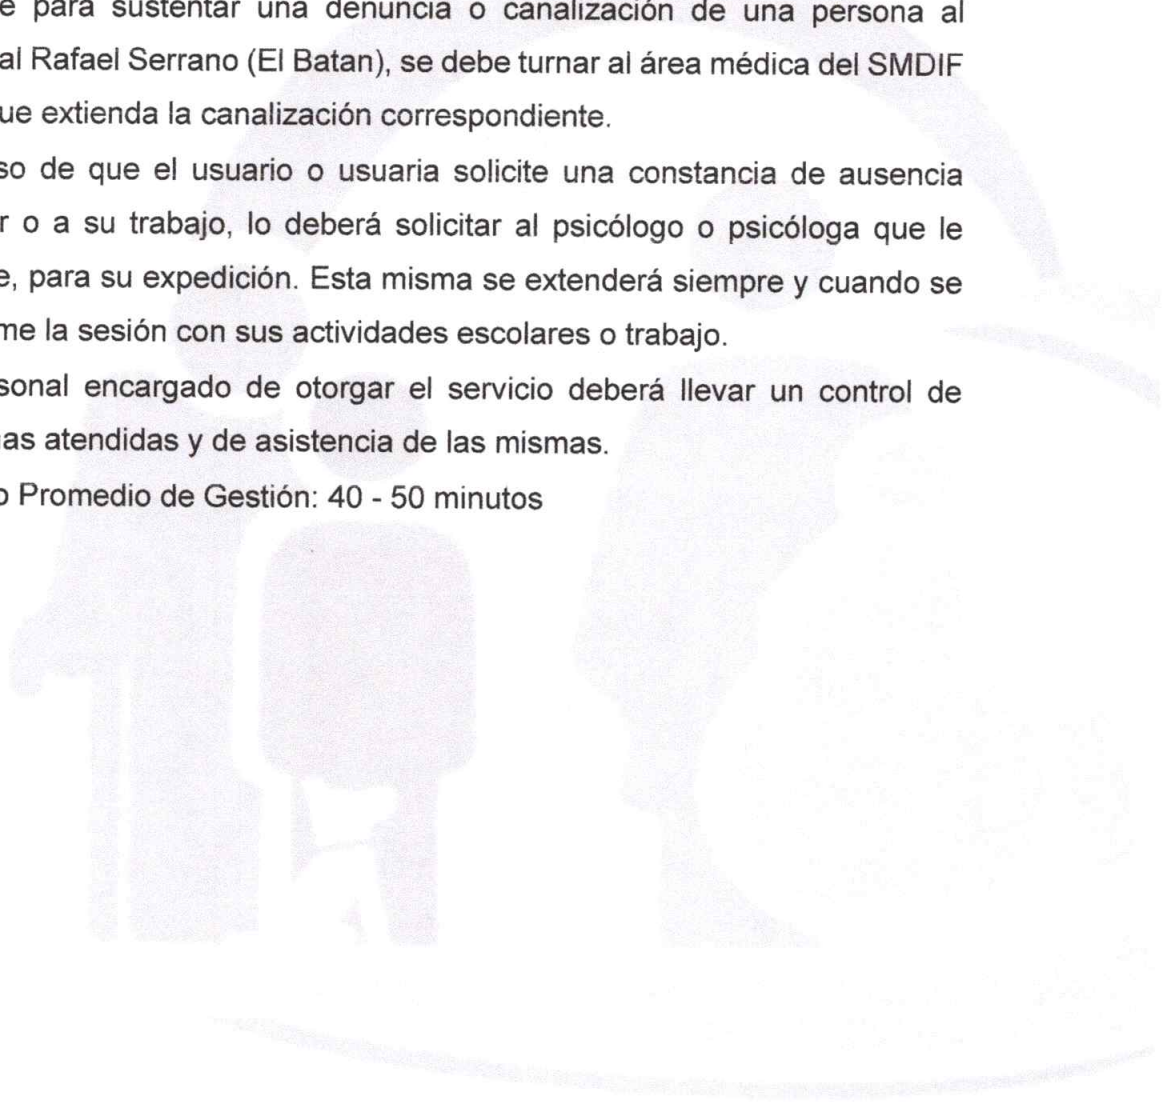 e para sustentar una denuncia o canalización de una persona al
al Rafael Serrano (El Batan), se debe turnar al área médica del SMDIF
ue extienda la canalización correspondiente.
so de que el usuario o usuaria solicite una constancia de ausencia
r o a su trabajo, lo deberá solicitar al psicólogo o psicóloga que le
e, para su expedición. Esta misma se extenderá siempre y cuando se
me la sesión con sus actividades escolares o trabajo.
sonal encargado de otorgar el servicio deberá llevar un control de
as atendidas y de asistencia de las mismas.
o Promedio de Gestión: 40 - 50 minutos